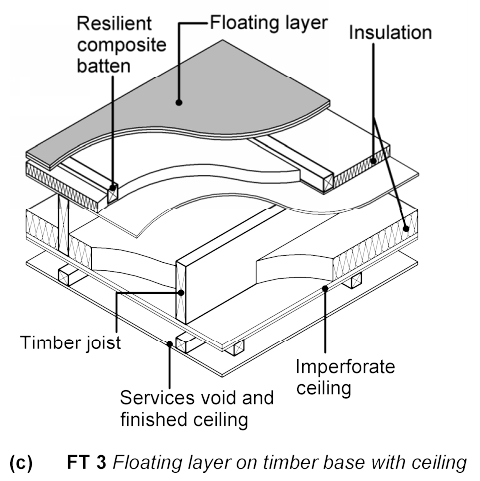 Resilient
composite
batten
Floating layer
Insulation
Timber joist
Services void and
finished ceiling
Imperforate
ceiling
(c) FT 3 Floating layer on timber base with ceiling